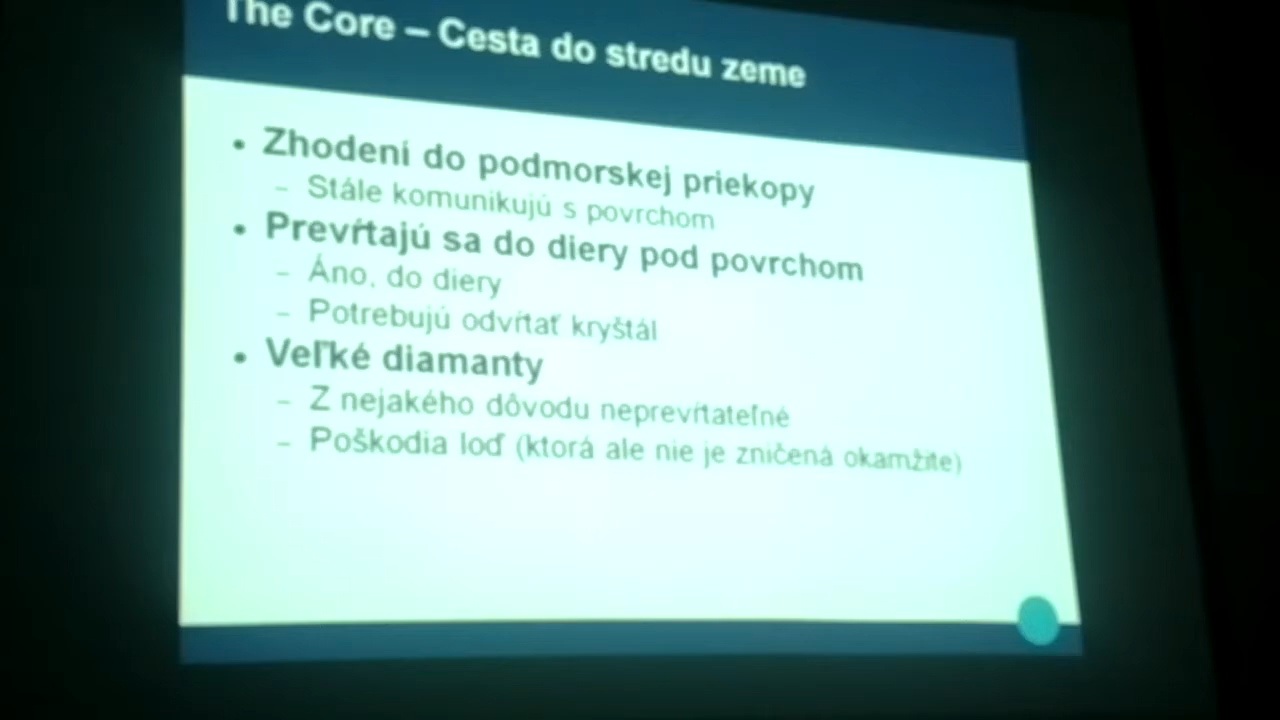 The Core – Cesta do stredu zeme
• Zhodení do podmorskej priekopy
– Stále komunikujú s povrchom
• Prevŕtajú sa do diery pod povrchom
– Áno, do diery
– Potrebujú odvŕtať kryštál
• Veľké diamanty
– Z nejakého dôvodu neprevŕtateľné
– Poškodia loď (ktorá ale nie je zničená okamžite)